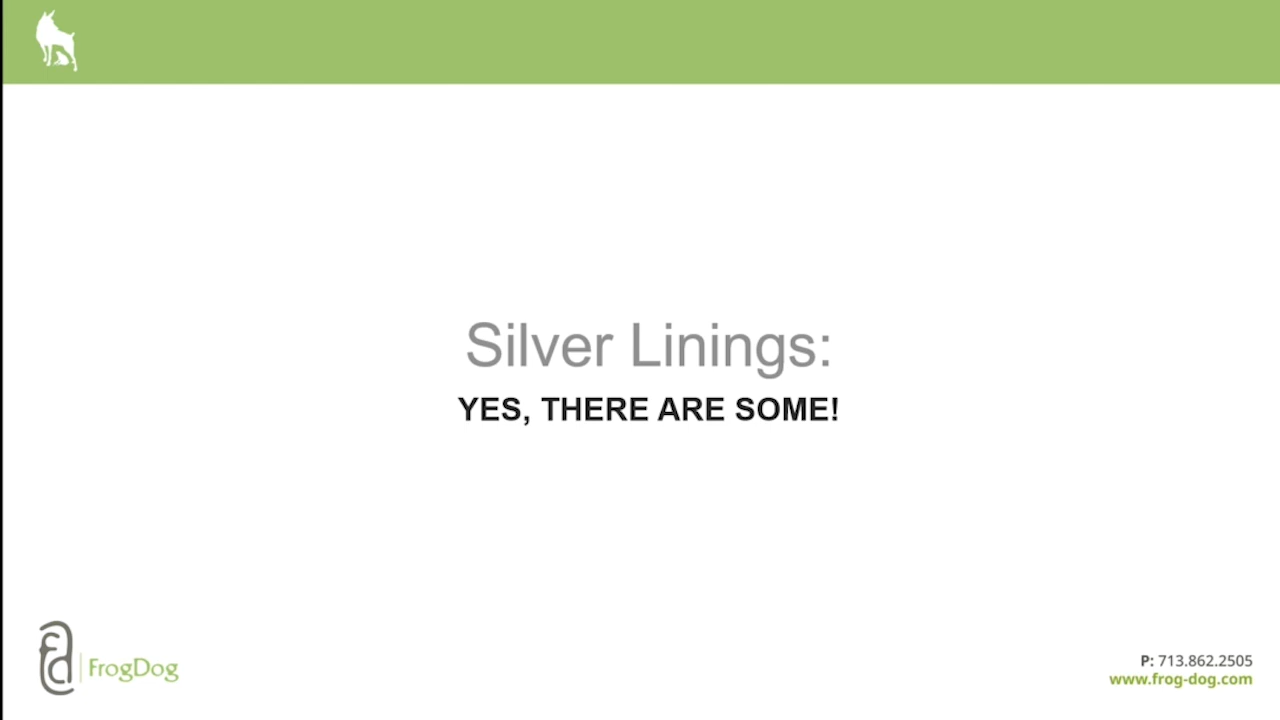 Silver Linings:
YES, THERE ARE SOME!
FrogDog
P: 713.862.2505
www.frog-dog.com